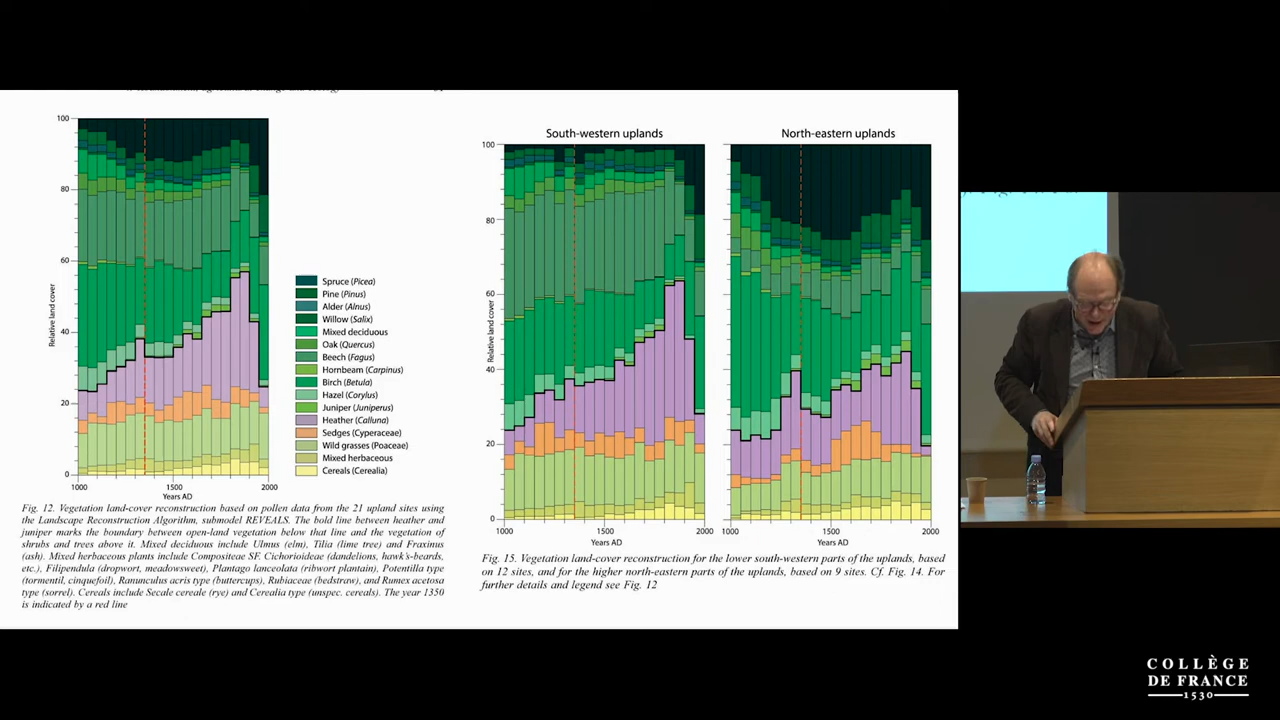 100
80
60
40
20
0
Relative land cover
1000
1500
2000
Years AD
Spruce (Picea)
Pine (Pinus)
Alder (Alnus)
Willow (Salix)
Mixed deciduous
Oak (Quercus)
Beech (Fagus)
Hornbeam (Carpinus)
Birch (Betula)
Hazel (Corylus)
Juniper (Juniperus)
Heather (Calluna)
Sedges (Cyperaceae)
Wild grasses (Poaceae)
Mixed herbaceous
Cereals (Cerealia)
Fig. 12. Vegetation land-cover reconstruction based on pollen data from the 21 upland sites using
the Landscape Reconstruction Algorithm, submodel REVEALS. The bold line between heather and
juniper marks the boundary between open-land vegetation below that line and the vegetation of
shrubs and trees above it. Mixed deciduous include Ulmus (elm), Tilia (lime tree) and Fraxinus
(ash). Mixed herbaceous plants include Compositeae SF. Cichorioideae (dandelions, hawk's-beards,
etc.), Filipendula (dropwort, meadowsweet), Plantago lanceolata (ribwort plantain), Potentilla type
(tormentil, cinquefoil), Ranunculus acris type (buttercups), Rubiaceae (bedstraw), and Rumex acetosa
type (sorrel). Cereals include Secale cereale (rye) and Cerealia type (unspec. cereals). The year 1350
is indicated by a red line
South-western uplands
100
80
60
40
20
0
Relative land cover
1000
1500
2000
Years AD
North-eastern uplands
1000
1500
2000
Years AD
Fig. 15. Vegetation land-cover reconstruction for the lower south-western parts of the uplands, based
on 12 sites, and for the higher north-eastern parts of the uplands, based on 9 sites. Cf. Fig. 14. For
further details and legend see Fig. 12
COLLÈGE
DE FRANCE
1530